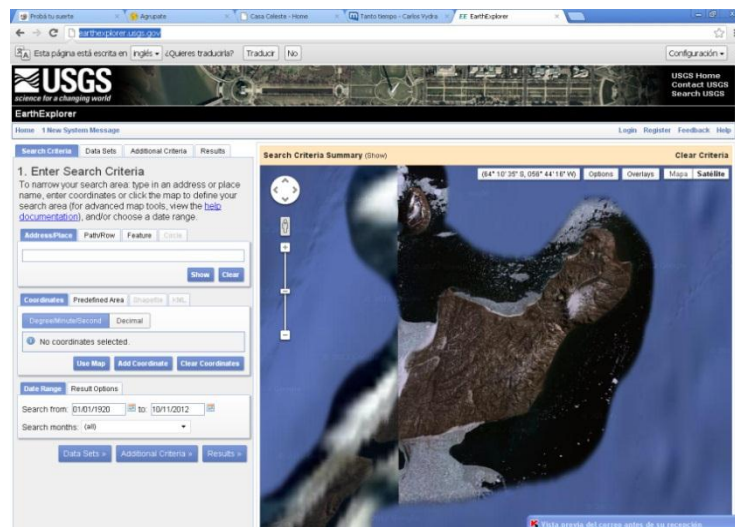 Probá tu suerte
Agrupate
Casa Celeste - Home
Tanto tiempo - Carlos Vydra
EE EarthExplorer
earthexplorer.usgs.gov
Esta página está escrita en inglés ¿Quieres traducirla? Traducir No Configuración
USGS
science for a changing world
USGS Home
Contact USGS
Search USGS
EarthExplorer
Home 1 New System Message
Login Register Feedback Help
Search Criteria Data Sets Additional Criteria Results
1. Enter Search Criteria
To narrow your search area: type in an address or place
name, enter coordinates or click the map to define your
search area (for advanced map tools, view the help
documentation), and/or choose a date range.
Address/Place Path/Row Feature Circle
Show Clear
Coordinates Predefined Area Shapefile KML
Degree/Minute/Second Decimal
No coordinates selected.
Use Map Add Coordinate Clear Coordinates
Date Range Result Options
Search from: 01/01/1920 to: 10/11/2012
Search months: (all)
Data Sets » Additional Criteria » Results »
Search Criteria Summary (Show) Clear Criteria
(64° 10' 35" S, 056° 44' 16" W) Options Overlays Mapa Satélite
Vista previa del correo antes de su recepción